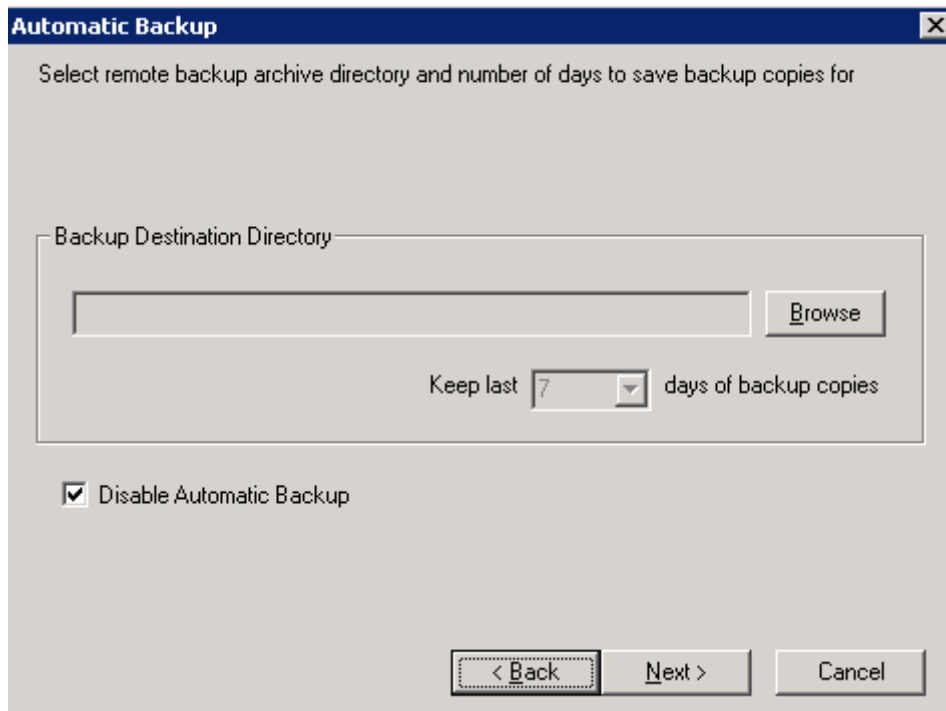 Automatic Backup
Select remote backup archive directory and number of days to save backup copies for
Backup Destination Directory
Browse
Keep last 7 days of backup copies
Disable Automatic Backup
< Back Next > Cancel